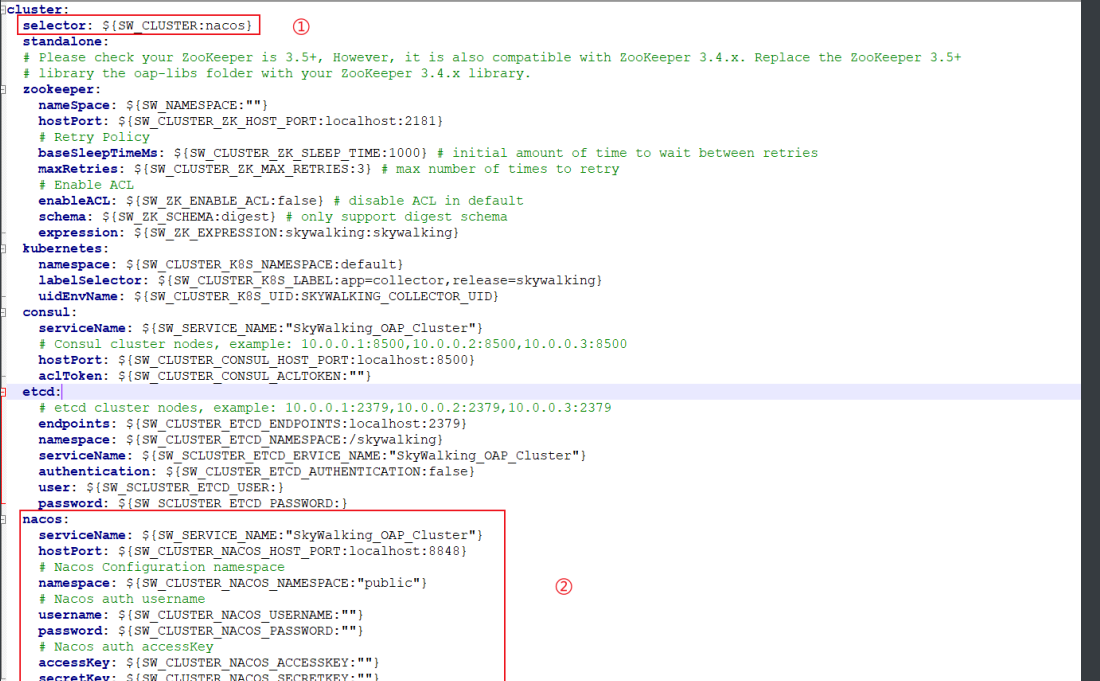 cluster:
selector: ${SW_CLUSTER:nacos} ①
standalone:
# Please check your ZooKeeper is 3.5+, However, it is also compatible with ZooKeeper 3.4.x. Replace the ZooKeeper 3.5+
# library the oap-libs folder with your ZooKeeper 3.4.x library.
zookeeper:
nameSpace: ${SW_NAMESPACE:""}
hostPort: ${SW_CLUSTER_ZK_HOST_PORT:localhost:2181}
# Retry Policy
baseSleepTimeMs: ${SW_CLUSTER_ZK_SLEEP_TIME:1000} # initial amount of time to wait between retries
maxRetries: ${SW_CLUSTER_ZK_MAX_RETRIES:3} # max number of times to retry
# Enable ACL
enableACL: ${SW_ZK_ENABLE_ACL:false} # disable ACL in default
schema: ${SW_ZK_SCHEMA:digest} # only support digest schema
expression: ${SW_ZK_EXPRESSION:skywalking:skywalking}
kubernetes:
namespace: ${SW_CLUSTER_K8S_NAMESPACE:default}
labelSelector: ${SW_CLUSTER_K8S_LABEL:app=collector,release=skywalking}
uidEnvName: ${SW_CLUSTER_K8S_UID:SKYWALKING_COLLECTOR_UID}
consul:
serviceName: ${SW_SERVICE_NAME:"SkyWalking_OAP_Cluster"}
# Consul cluster nodes, example: 10.0.0.1:8500,10.0.0.2:8500,10.0.0.3:8500
hostPort: ${SW_CLUSTER_CONSUL_HOST_PORT:localhost:8500}
aclToken: ${SW_CLUSTER_CONSUL_ACLTOKEN:""}
etcd:
# etcd cluster nodes, example: 10.0.0.1:2379,10.0.0.2:2379,10.0.0.3:2379
endpoints: ${SW_CLUSTER_ETCD_ENDPOINTS:localhost:2379}
namespace: ${SW_CLUSTER_ETCD_NAMESPACE:/skywalking}
serviceName: ${SW_SCLUSTER_ETCD_ERVICE_NAME:"SkyWalking_OAP_Cluster"}
authentication: ${SW_CLUSTER_ETCD_AUTHENTICATION:false}
user: ${SW_SCLUSTER_ETCD_USER:}
password: ${SW_SCLUSTER_ETCD_PASSWORD:}
nacos:
serviceName: ${SW_SERVICE_NAME:"SkyWalking_OAP_Cluster"}
hostPort: ${SW_CLUSTER_NACOS_HOST_PORT:localhost:8848}
# Nacos Configuration namespace
namespace: ${SW_CLUSTER_NACOS_NAMESPACE:"public"} ②
# Nacos auth username
username: ${SW_CLUSTER_NACOS_USERNAME:""}
password: ${SW_CLUSTER_NACOS_PASSWORD:""}
# Nacos auth accessKey
accessKey: ${SW_CLUSTER_NACOS_ACCESSKEY:""}
secretKey: ${SW_CLUSTER_NACOS_SECRETKEY:""}